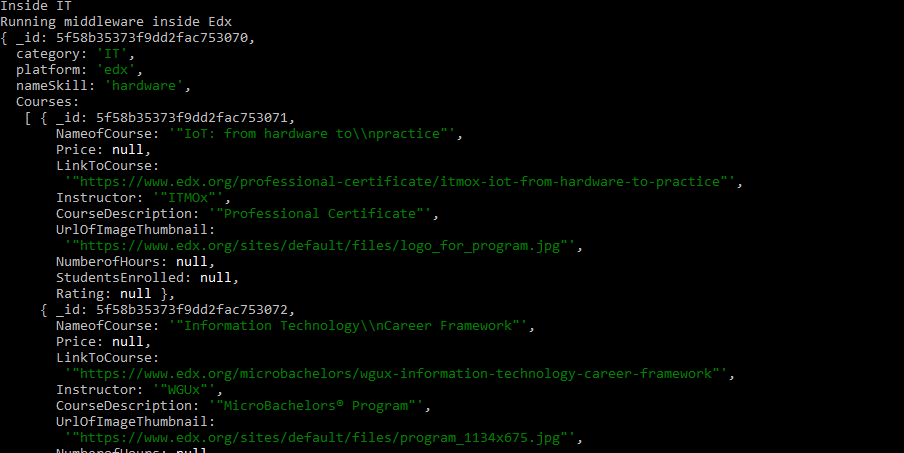 Inside IT
Running middleware inside Edx
{ _id: 5f58b35373f9dd2fac753070,
  category: 'IT',
  platform: 'edx',
  nameSkill: 'hardware',
  Courses:
   [ { _id: 5f58b35373f9dd2fac753071,
       NameofCourse: '"IoT: from hardware to\\npractice"',
       Price: null,
       LinkToCourse:
        '"https://www.edx.org/professional-certificate/itmox-iot-from-hardware-to-practice"',
       Instructor: '"ITMOx"',
       CourseDescription: '"Professional Certificate"',
       UrlOfImageThumbnail:
        '"https://www.edx.org/sites/default/files/logo_for_program.jpg"',
       NumberofHours: null,
       StudentsEnrolled: null,
       Rating: null },
     { _id: 5f58b35373f9dd2fac753072,
       NameofCourse: '"Information Technology\\nCareer Framework"',
       Price: null,
       LinkToCourse:
        '"https://www.edx.org/microbachelors/wgux-information-technology-career-framework"',
       Instructor: '"WGUx"',
       CourseDescription: '"MicroBachelors® Program"',
       UrlOfImageThumbnail:
        '"https://www.edx.org/sites/default/files/program_1134x675.jpg"',
       NumberofHours: null